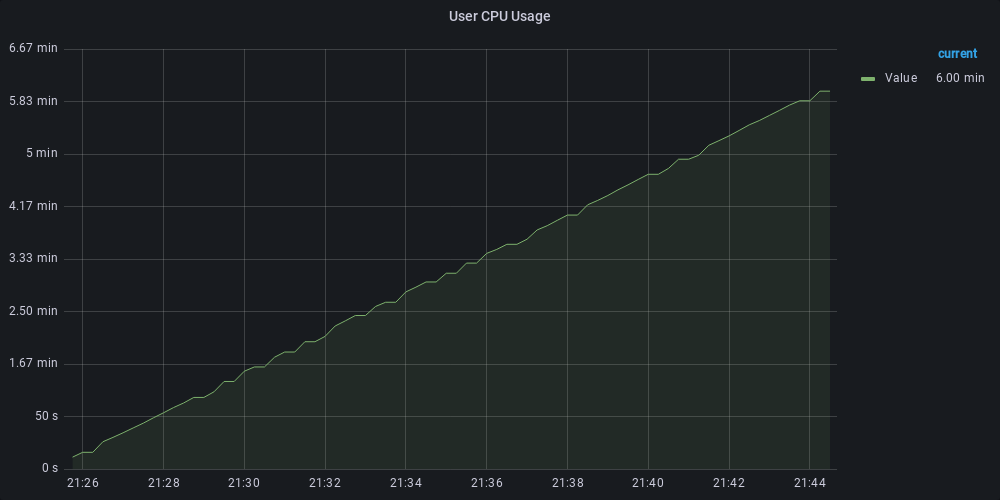 User CPU Usage
6.67 min
5.83 min
5 min
4.17 min
3.33 min
2.50 min
1.67 min
50 s
0 s
21:26 21:28 21:30 21:32 21:34 21:36 21:38 21:40 21:42 21:44
current
Value 6.00 min